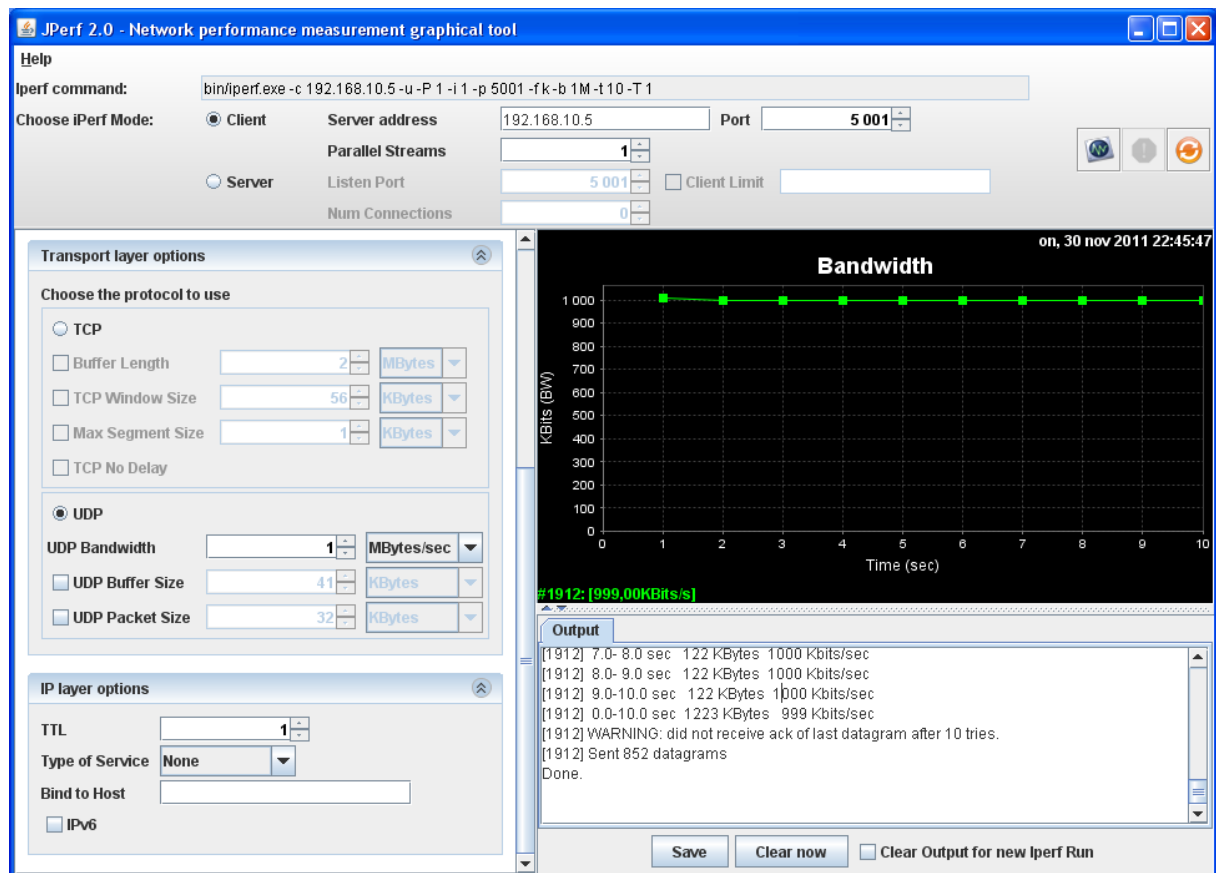 JPerf 2.0 - Network performance measurement graphical tool
Help
Iperf command: bin/iperf.exe -c 192.168.10.5 -u -P 1 -i 1 -p 5001 -f k -b 1M -t 10 -T 1
Choose iPerf Mode: Client Server address 192.168.10.5 Port 5 001
Parallel Streams 1
Server Listen Port 5 001 Client Limit
Num Connections 0
Transport layer options
Choose the protocol to use
TCP
Buffer Length 2 MBytes
TCP Window Size 56 KBytes
Max Segment Size 1 KBytes
TCP No Delay
UDP
UDP Bandwidth 1 MBytes/sec
UDP Buffer Size 41 KBytes
UDP Packet Size 32 KBytes
IP layer options
TTL 1
Type of Service None
Bind to Host
IPv6
on, 30 nov 2011 22:45:47
Bandwidth
KBits (BW)
1 000
900
800
700
600
500
400
300
200
100
0
0 1 2 3 4 5 6 7 8 9 10
Time (sec)
#1912: [999,00KBits/s]
Output
[1912] 7.0- 8.0 sec 122 KBytes 1000 Kbits/sec
[1912] 8.0- 9.0 sec 122 KBytes 1000 Kbits/sec
[1912] 9.0-10.0 sec 122 KBytes 1000 Kbits/sec
[1912] 0.0-10.0 sec 1223 KBytes 999 Kbits/sec
[1912] WARNING: did not receive ack of last datagram after 10 tries.
[1912] Sent 852 datagrams
Done.
Save Clear now Clear Output for new Iperf Run